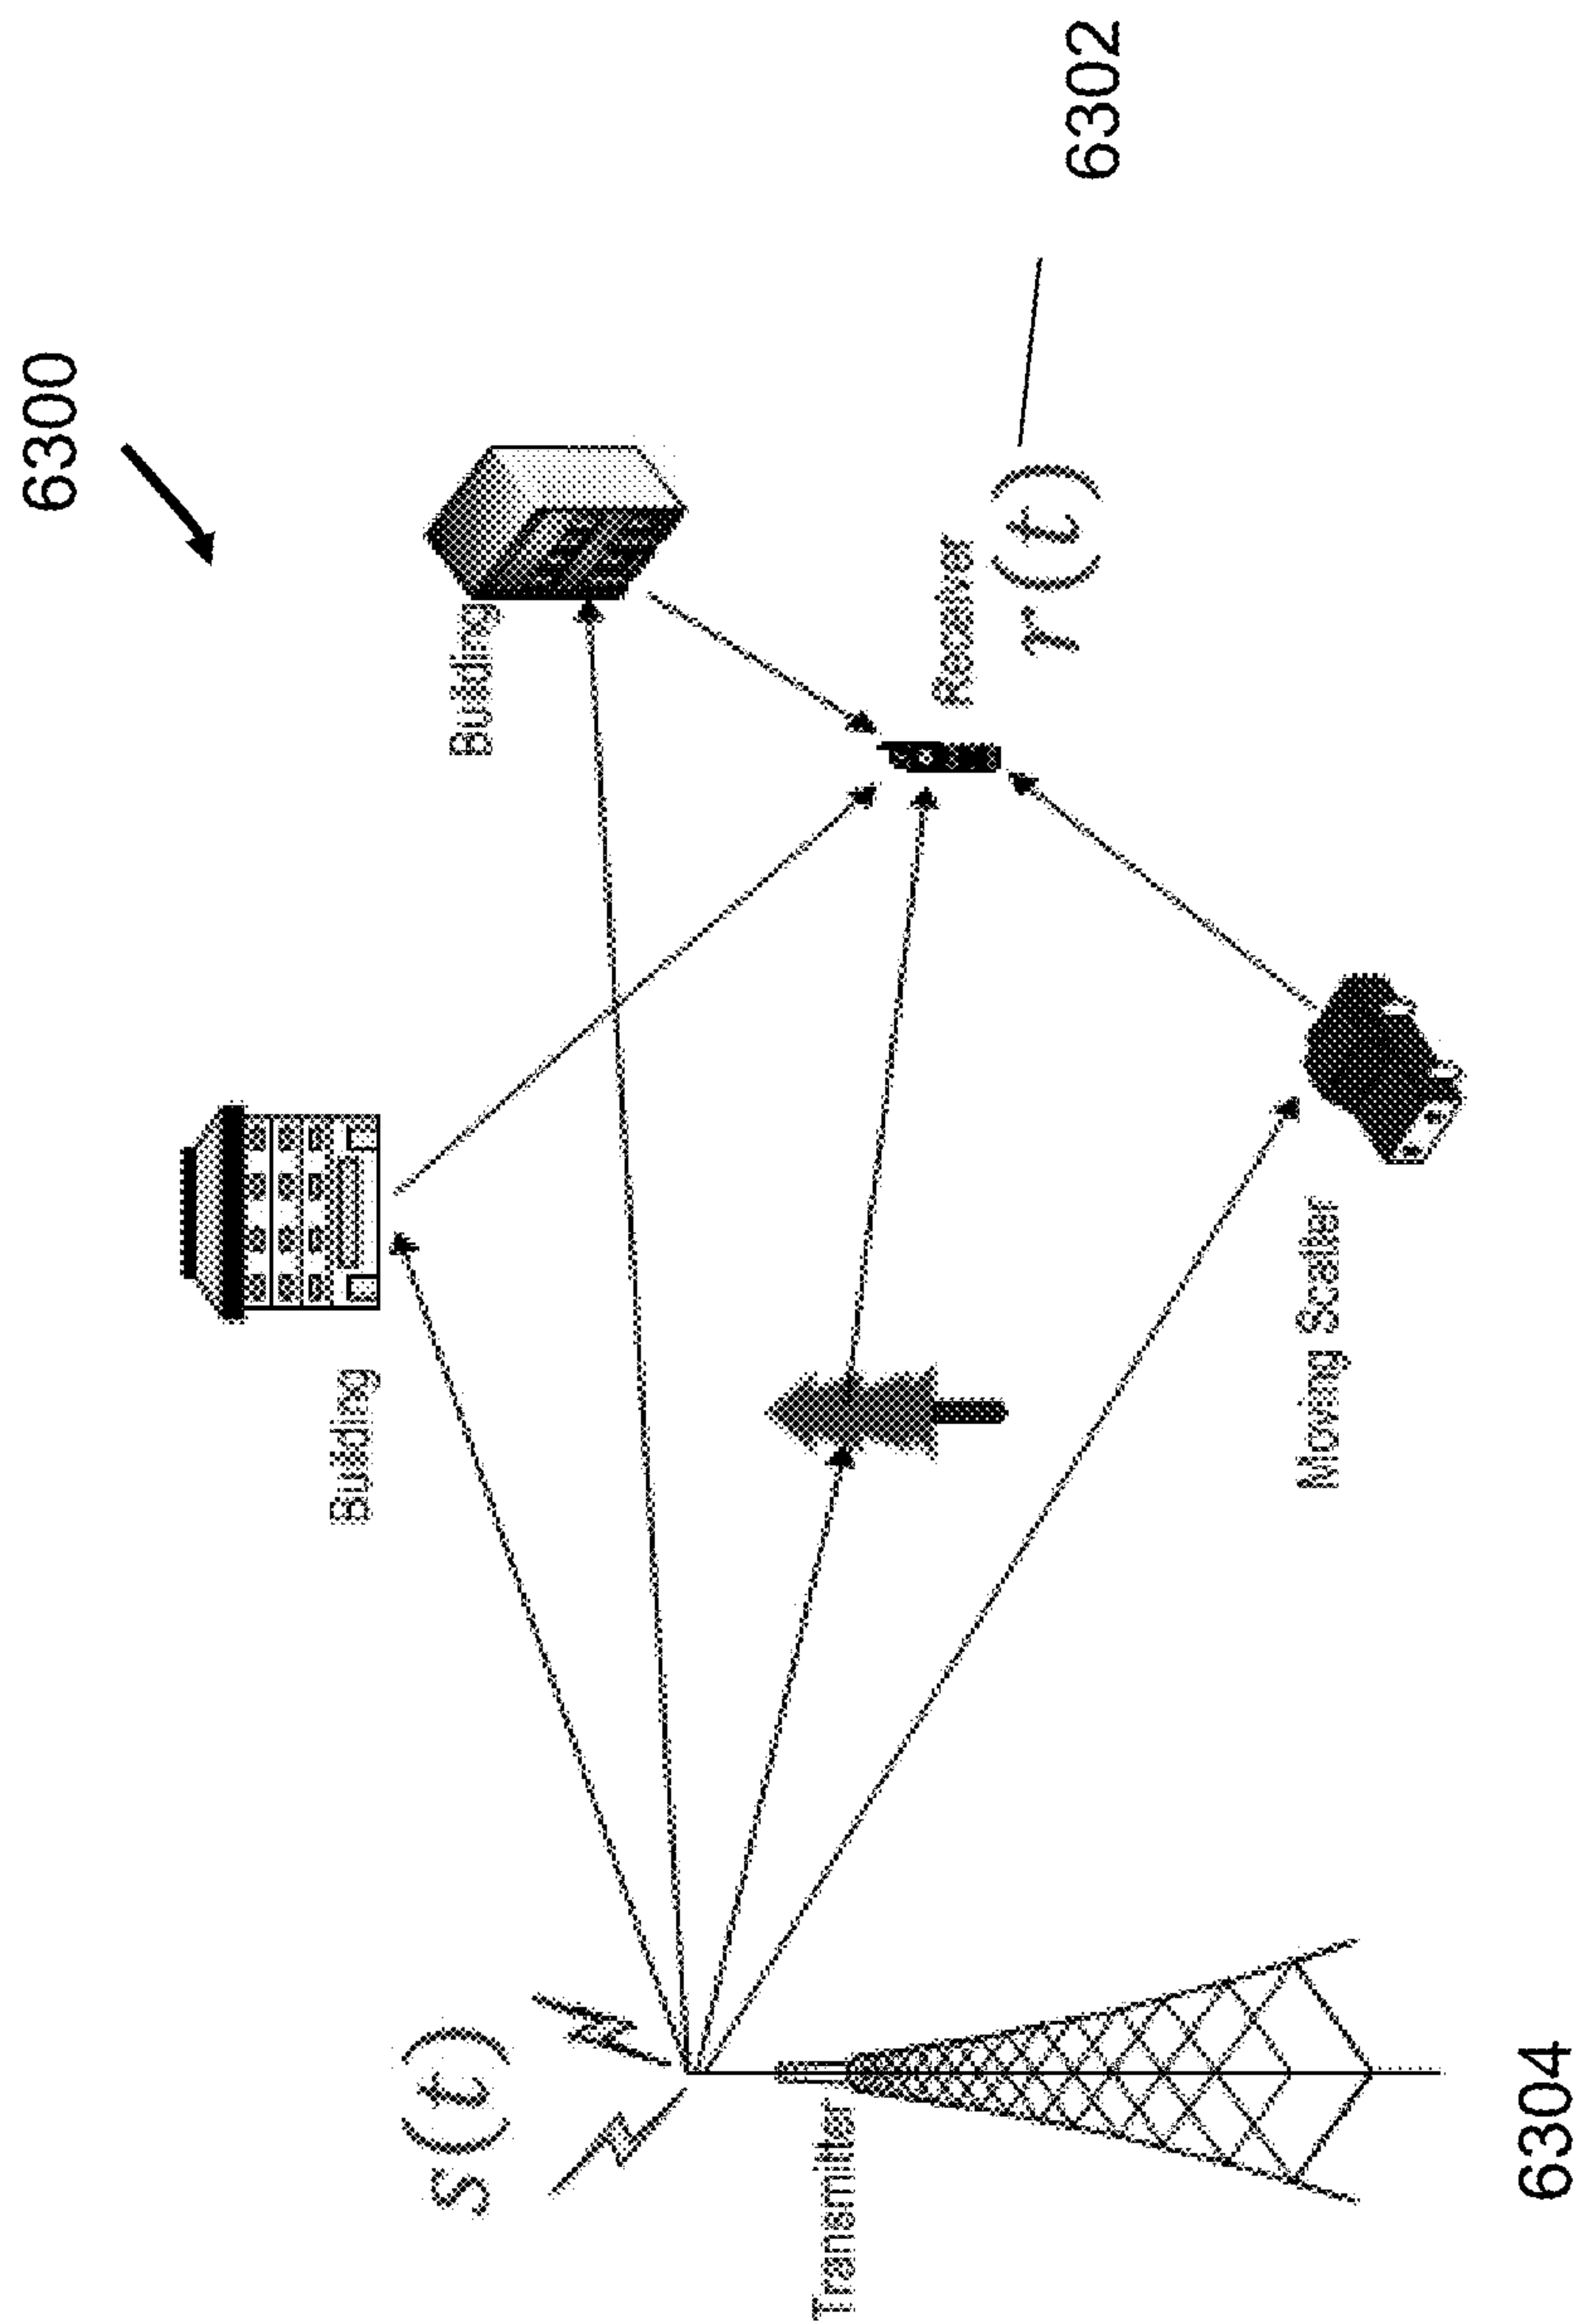 6300
Building
Building
s(t)
Transmitter
Receiver
r(t)
6302
Moving Scatter
6304